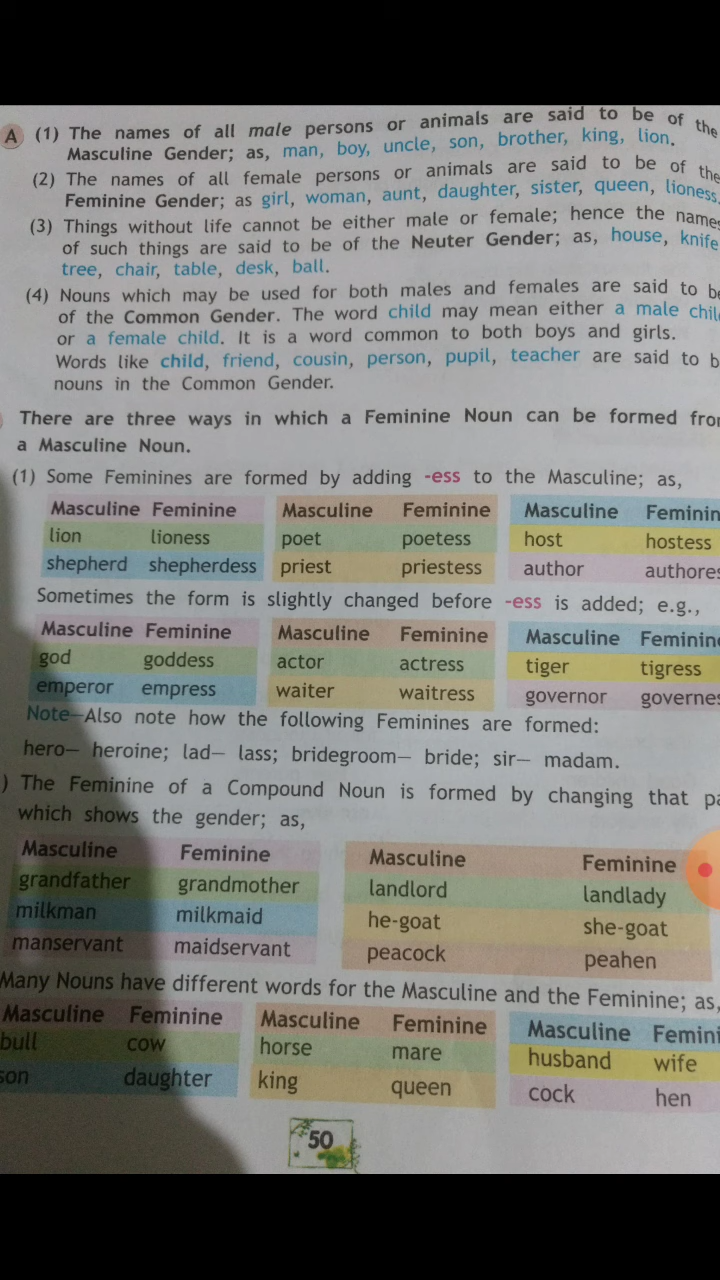 A (1) The names of all male persons or animals are said to be of the
Masculine Gender; as, man, boy, uncle, son, brother, king, lion.
(2) The names of all female persons or animals are said to be of the
Feminine Gender; as girl, woman, aunt, daughter, sister, queen, lioness.
(3) Things without life cannot be either male or female; hence the names
of such things are said to be of the Neuter Gender; as, house, knife
tree, chair, table, desk, ball.
(4) Nouns which may be used for both males and females are said to be
of the Common Gender. The word child may mean either a male chil
or a female child. It is a word common to both boys and girls.
Words like child, friend, cousin, person, pupil, teacher are said to b
nouns in the Common Gender.
There are three ways in which a Feminine Noun can be formed from
a Masculine Noun.
(1) Some Feminines are formed by adding -ess to the Masculine; as,
Masculine Feminine Masculine Feminine Masculine Feminin
lion lioness poet poetess host hostess
shepherd shepherdess priest priestess author authores
Sometimes the form is slightly changed before -ess is added; e.g.,
Masculine Feminine Masculine Feminine Masculine Feminine
god goddess actor actress tiger tigress
emperor empress waiter waitress governor governes
Note—Also note how the following Feminines are formed:
hero— heroine; lad— lass; bridegroom— bride; sir— madam.
) The Feminine of a Compound Noun is formed by changing that pa
which shows the gender; as,
Masculine Feminine Masculine Feminine
grandfather grandmother landlord landlady
milkman milkmaid he-goat she-goat
manservant maidservant peacock peahen
Many Nouns have different words for the Masculine and the Feminine; as,
Masculine Feminine Masculine Feminine Masculine Femini
bull cow horse mare husband wife
son daughter king queen cock hen
50